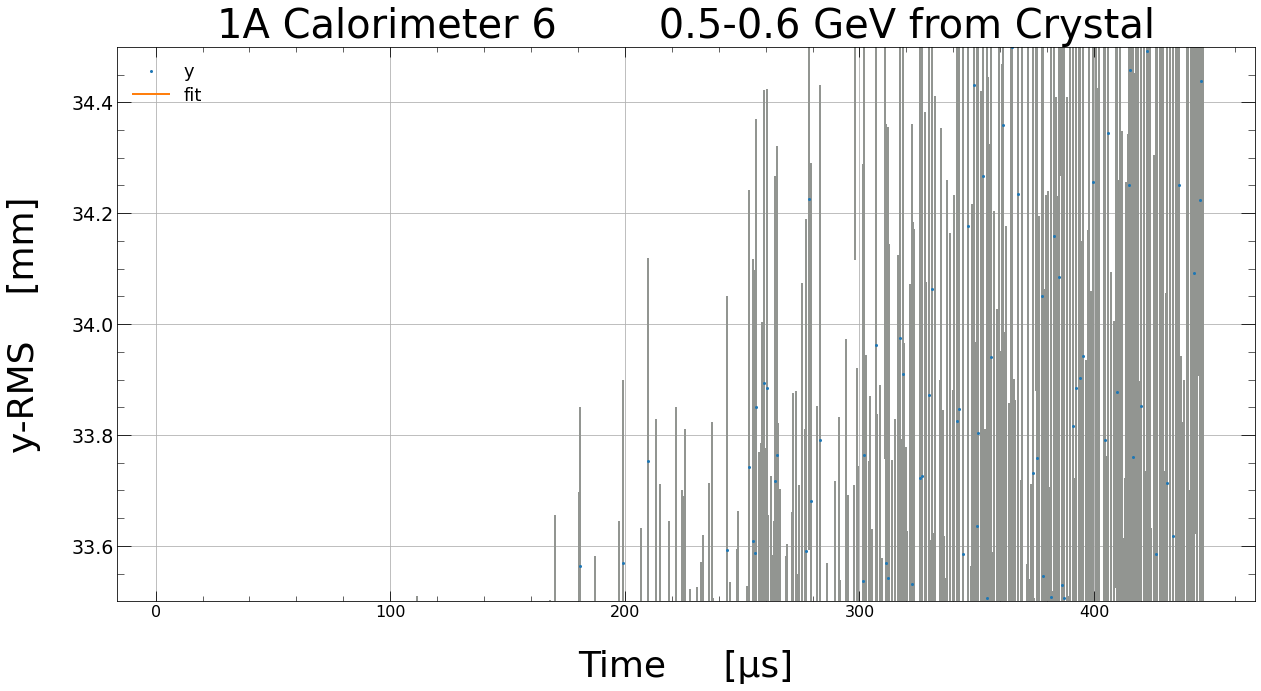 1A Calorimeter 6 0.5-0.6 GeV from Crystal
y
fit
34.4
34.2
34.0
33.8
33.6
y-RMS [mm]
0 100 200 300 400
Time [μs]